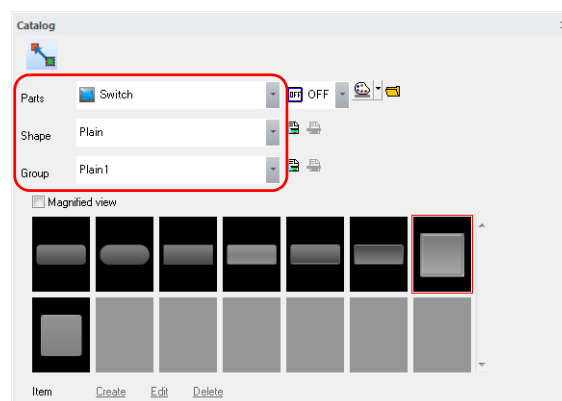 Catalog
Parts Switch OFF OFF
Shape Plain
Group Plain1
Magnified view
Item Create Edit Delete